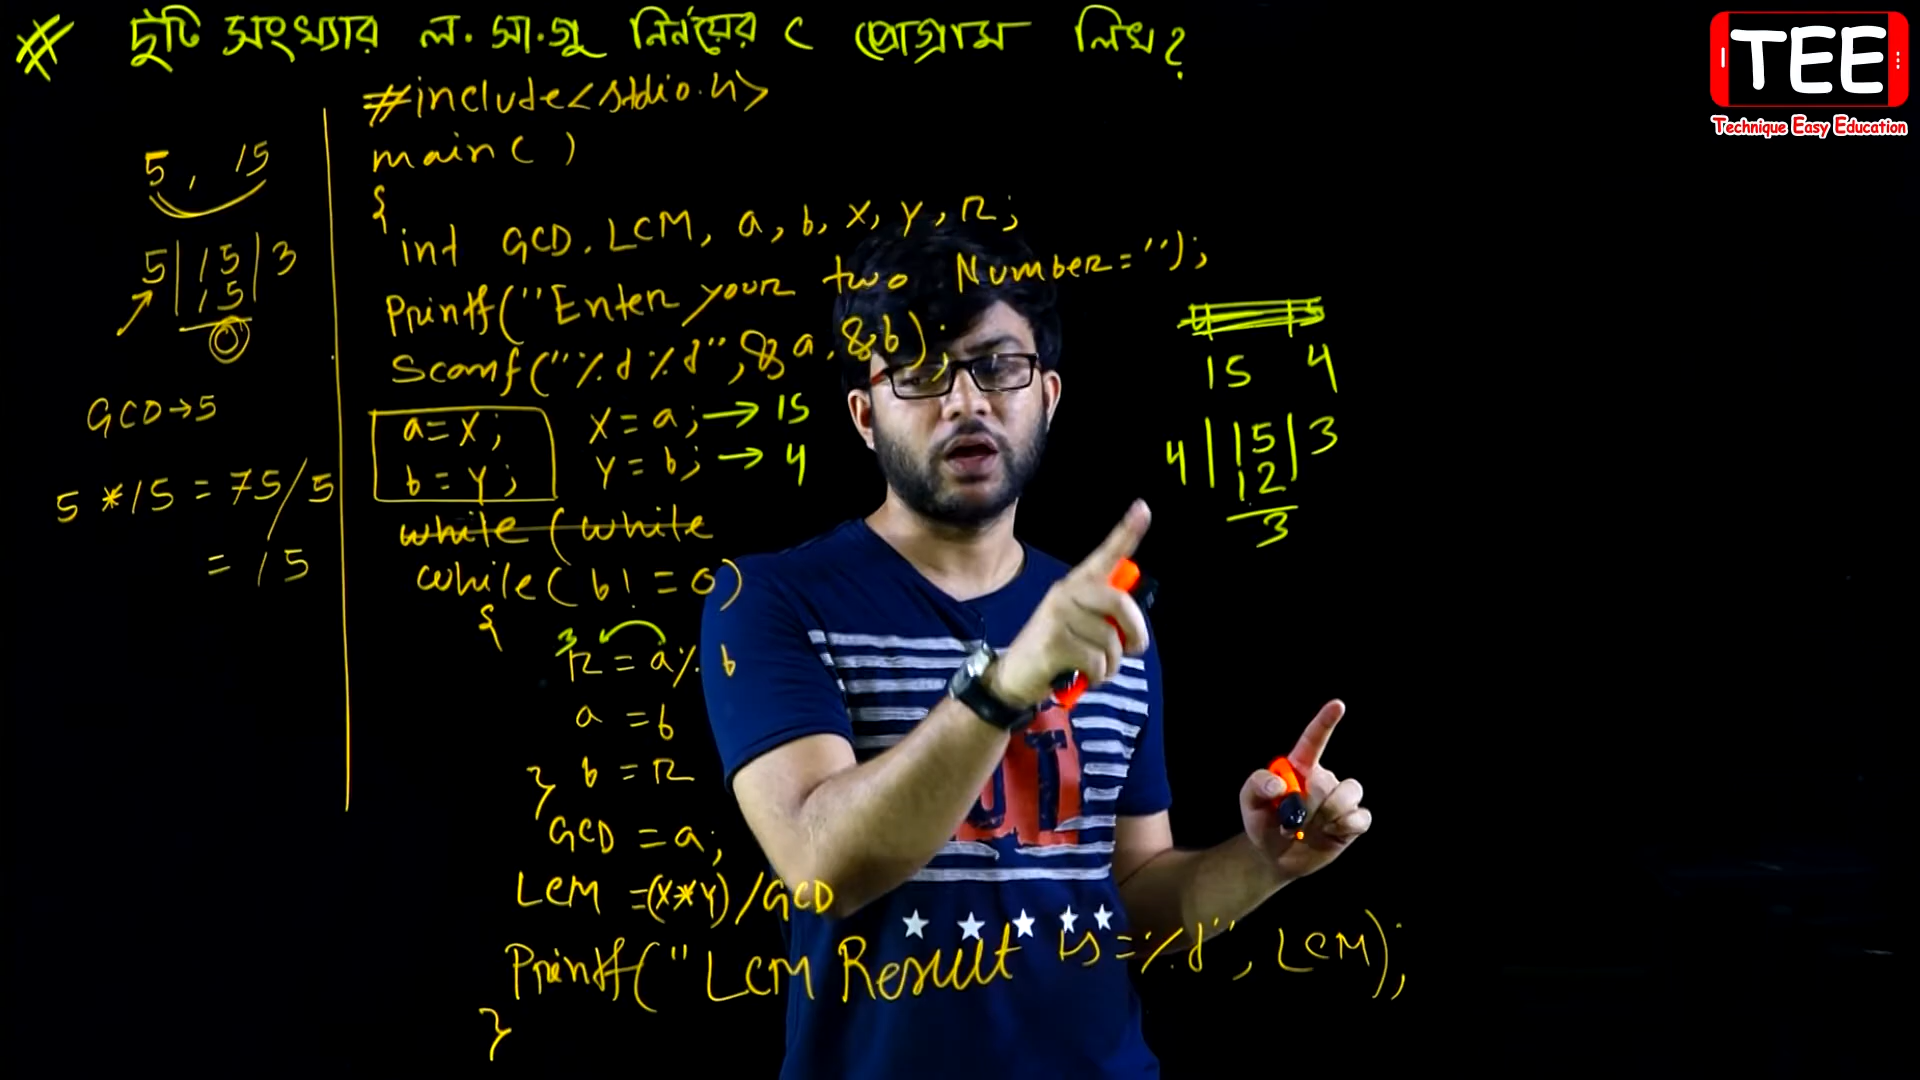 # দুটি সংখ্যার ল.সা.গু নির্নয়ের C প্রোগ্রাম লিখ?
TEE
Technique Easy Education
5, 15
5|15|3
15
0
GCD→5
5 * 15 = 75/5
= 15
#include<stdio.h>
main( )
{
int GCD, LCM, a, b, x, y, r;
Printf("Enter your two Number=");
Scanf("%d%d",&a,&b);
a=x;
b=y;
x=a; → 15
y=b; → 4
while (while
while(b!=0)
{
3
r=a%b
a=b
} b=r
GCD=a;
LCM=(x*y)/GCD
Printf("LCM Result is=%d", LCM);
}
15 4
4|15|3
12
3